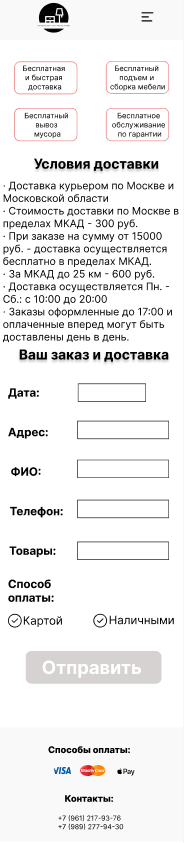 Бесплатная
и быстрая
доставка
Бесплатный
подъем и
сборка мебели
Бесплатный
вывоз
мусора
Бесплатное
обслуживание
по гарантии
Условия доставки
· Доставка курьером по Москве и
Московской области
· Стоимость доставки по Москве в
пределах МКАД - 300 руб.
· При заказе на сумму от 15000
руб. - доставка осуществляется
бесплатно в пределах МКАД.
· За МКАД до 25 км - 600 руб.
· Доставка осуществляется Пн. -
Сб.: с 10:00 до 20:00
· Заказы оформленные до 17:00 и
оплаченные вперед могут быть
доставлены день в день.
Ваш заказ и доставка
Дата:
Адрес:
ФИО:
Телефон:
Товары:
Способ
оплаты:
Картой
Наличными
Отправить
Способы оплаты:
VISA
Pay
Контакты:
+7 (961) 217-93-76
+7 (989) 277-94-30